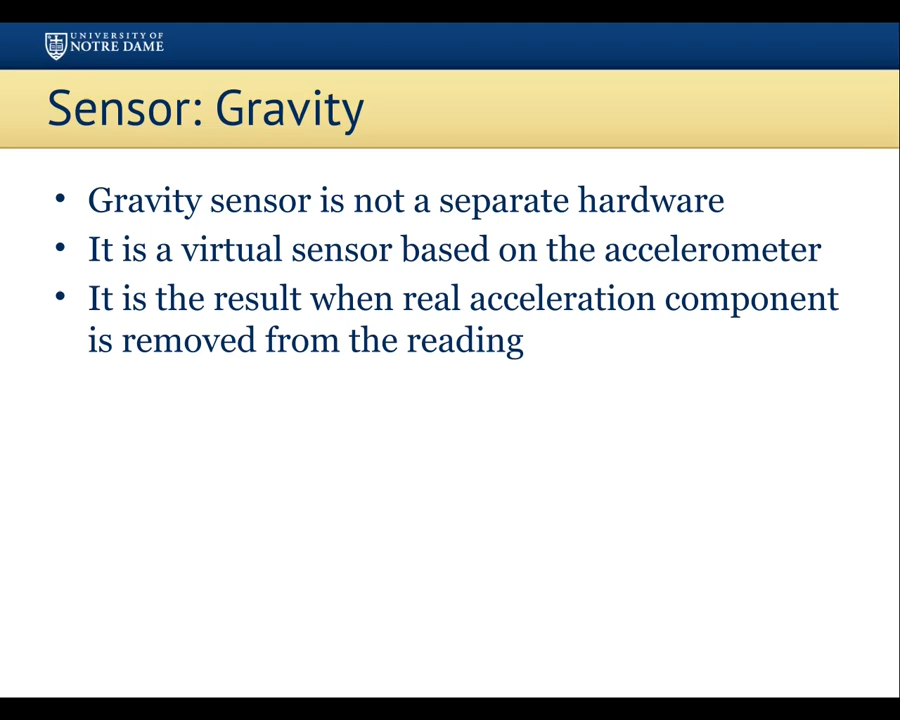 UNIVERSITY OF
NOTRE DAME
Sensor: Gravity
• Gravity sensor is not a separate hardware
• It is a virtual sensor based on the accelerometer
• It is the result when real acceleration component
is removed from the reading